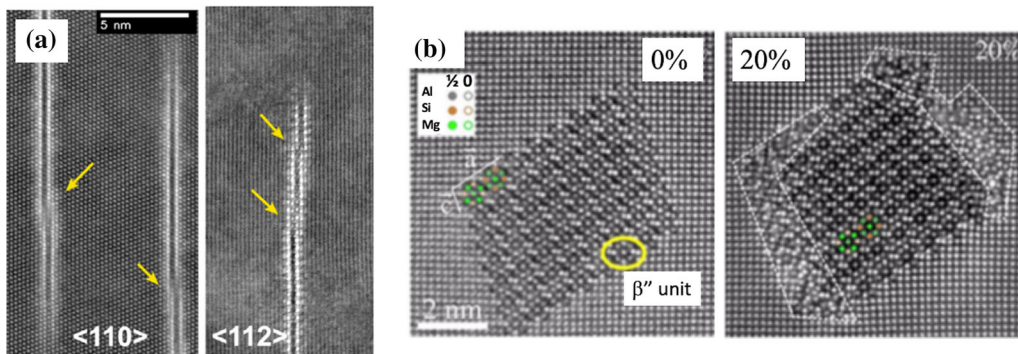 (a)
5 nm
<110>
<112>
(b)
0%
½ 0
Al
Si
Mg
a
c
β″ unit
2 nm
20%
20%